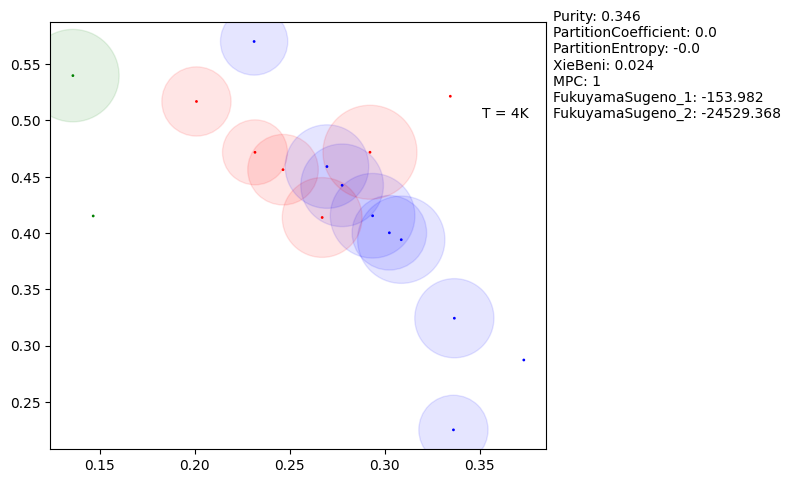 Purity: 0.346
PartitionCoefficient: 0.0
PartitionEntropy: -0.0
XieBeni: 0.024
MPC: 1
FukuyamaSugeno_1: -153.982
FukuyamaSugeno_2: -24529.368
T = 4K
0.55
0.50
0.45
0.40
0.35
0.30
0.25
0.15
0.20
0.25
0.30
0.35